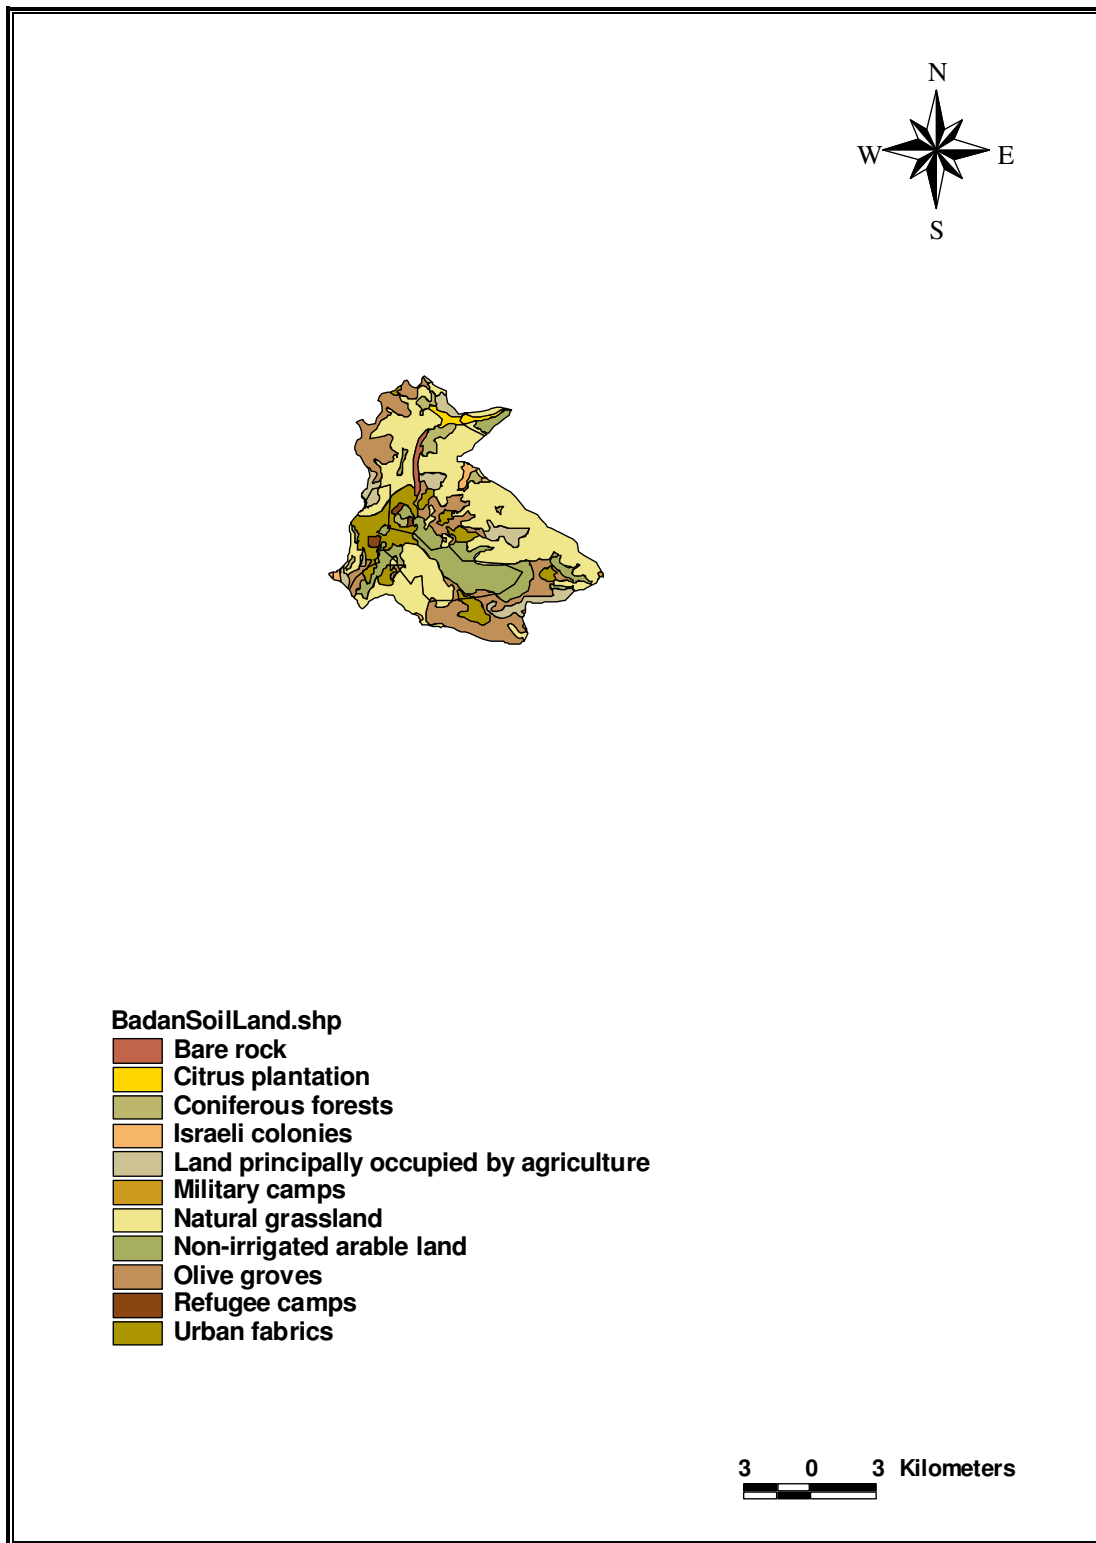 N
W E
S
BadanSoilLand.shp
Bare rock
Citrus plantation
Coniferous forests
Israeli colonies
Land principally occupied by agriculture
Military camps
Natural grassland
Non-irrigated arable land
Olive groves
Refugee camps
Urban fabrics
3 0 3 Kilometers